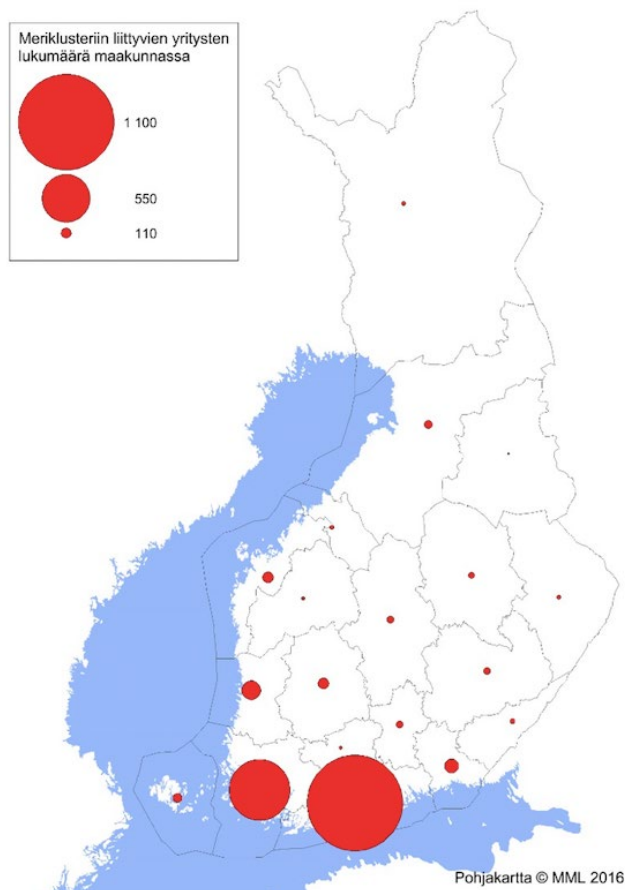 Meriklusteriin liittyvien yritysten
lukumäärä maakunnassa
1 100
550
110
Pohjakartta © MML 2016